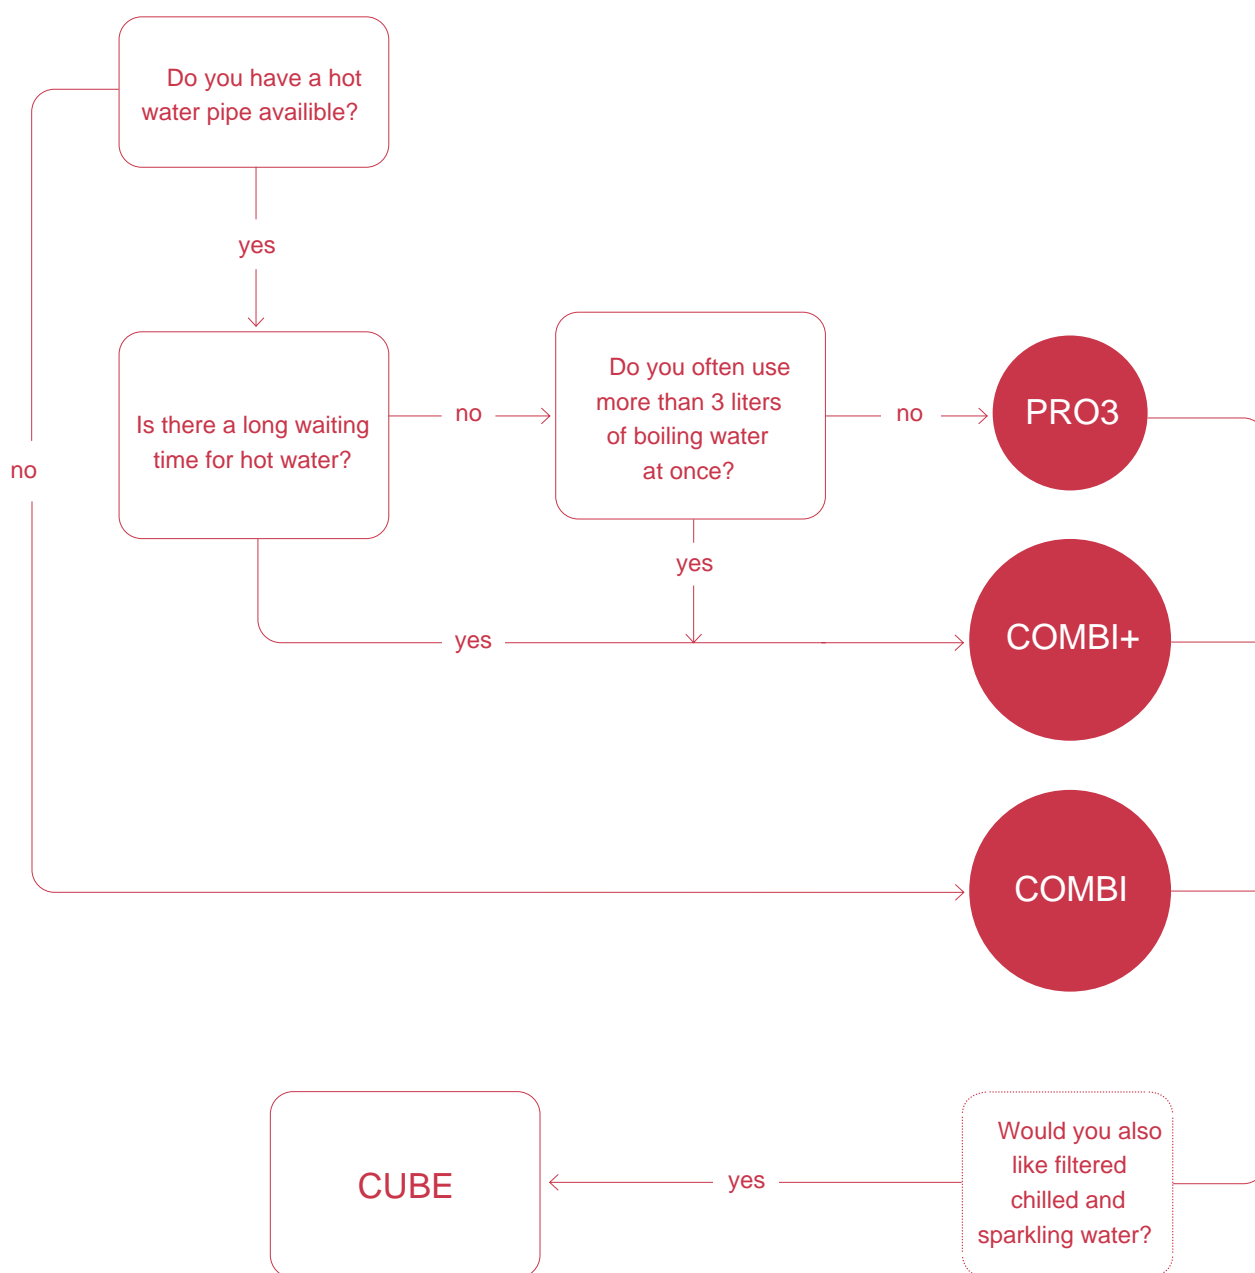 Do you have a hot
water pipe availible?
yes
no
Is there a long waiting
time for hot water?
no
Do you often use
more than 3 liters
of boiling water
at once?
no
PRO3
yes
yes
COMBI+
COMBI
Would you also
like filtered
chilled and
sparkling water?
yes
CUBE